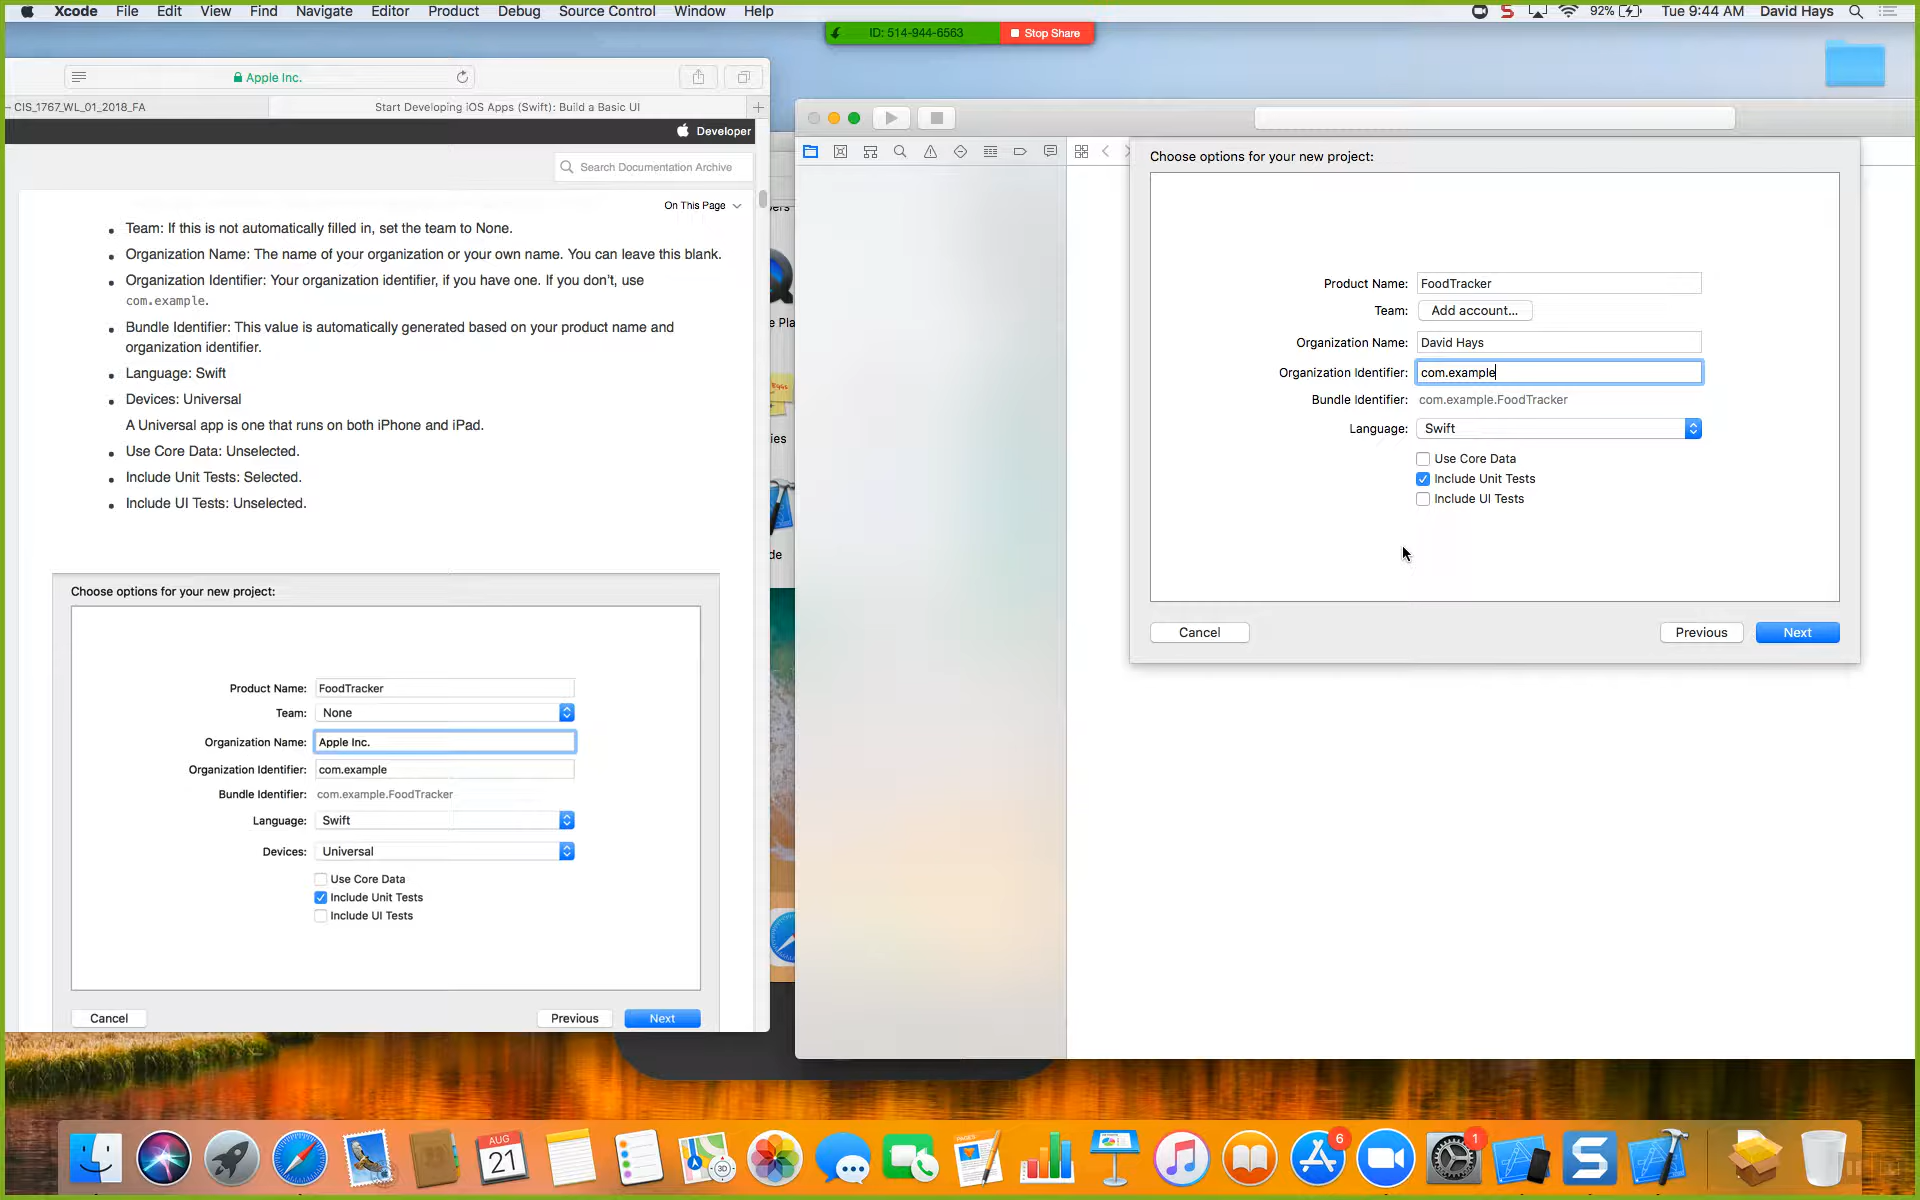 Xcode File Edit View Find Navigate Editor Product Debug Source Control Window Help
92% Tue 9:44 AM David Hays
ID: 514-944-6563 Stop Share
Apple Inc.
CIS_1767_WL_01_2018_FA
Start Developing iOS Apps (Swift): Build a Basic UI
Developer
Search Documentation Archive
On This Page
Team: If this is not automatically filled in, set the team to None.
Organization Name: The name of your organization or your own name. You can leave this blank.
Organization Identifier: Your organization identifier, if you have one. If you don’t, use
com.example.
Bundle Identifier: This value is automatically generated based on your product name and
organization identifier.
Language: Swift
Devices: Universal
A Universal app is one that runs on both iPhone and iPad.
Use Core Data: Unselected.
Include Unit Tests: Selected.
Include UI Tests: Unselected.
Choose options for your new project:
Product Name: FoodTracker
Team: None
Organization Name: Apple Inc.
Organization Identifier: com.example
Bundle Identifier: com.example.FoodTracker
Language: Swift
Devices: Universal
Use Core Data
Include Unit Tests
Include UI Tests
Cancel Previous Next
Choose options for your new project:
Product Name: FoodTracker
Team: Add account...
Organization Name: David Hays
Organization Identifier: com.example
Bundle Identifier: com.example.FoodTracker
Language: Swift
Use Core Data
Include Unit Tests
Include UI Tests
Cancel Previous Next
AUG
21
3D
PAGES
6
1
S